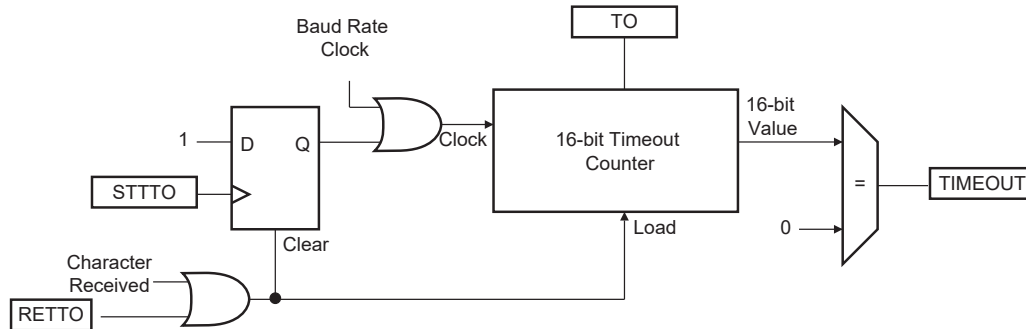 TO
Baud Rate
Clock
16-bit
Value
1
D
Q
Clock
16-bit Timeout
Counter
STTTO
=
TIMEOUT
Clear
Load
0
Character
Received
RETTO